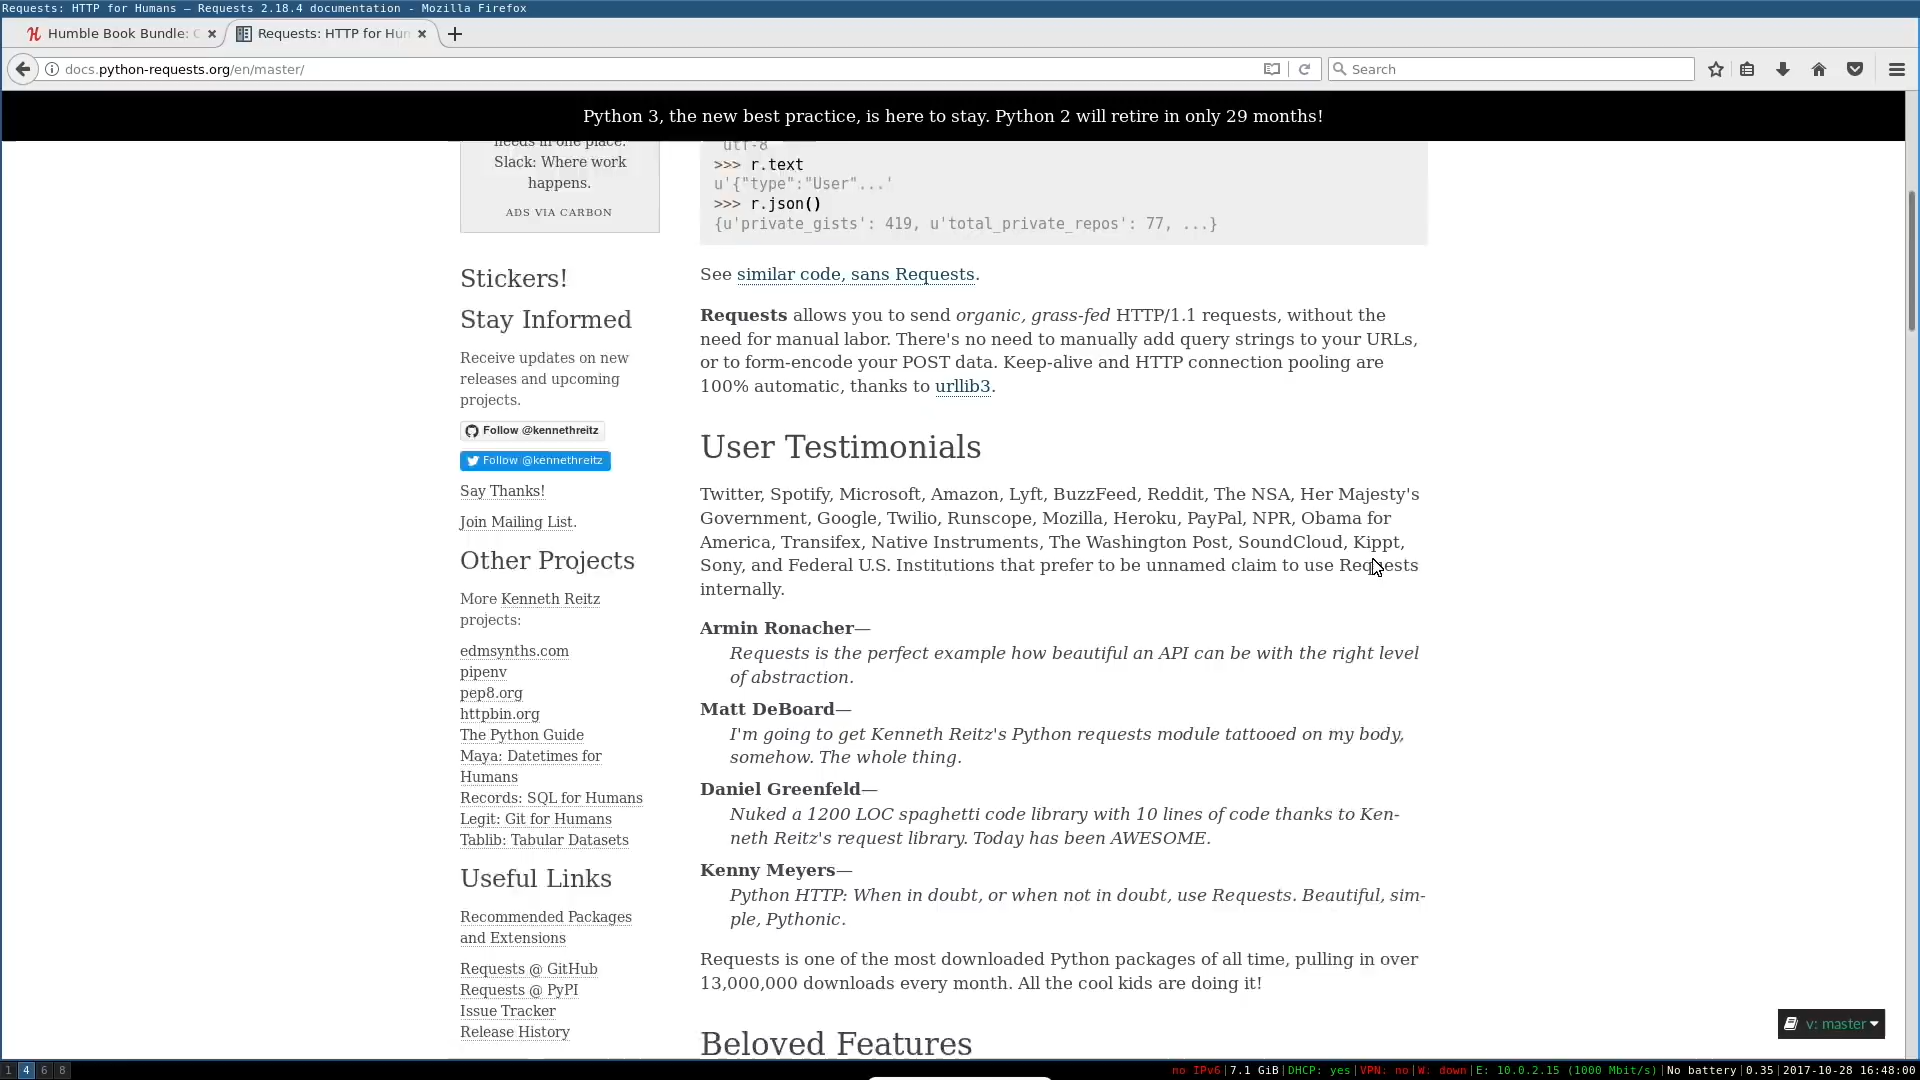 Requests: HTTP for Humans — Requests 2.18.4 documentation - Mozilla Firefox
Humble Book Bundle:
Requests: HTTP for Hum
docs.python-requests.org/en/master/
Search
Python 3, the new best practice, is here to stay. Python 2 will retire in only 29 months!
needs in one place.
Slack: Where work
happens.
ADS VIA CARBON
Stickers!
Stay Informed
Receive updates on new
releases and upcoming
projects.
Follow @kennethreitz
Follow @kennethreitz
Say Thanks!
Join Mailing List.
Other Projects
More Kenneth Reitz
projects:
edmsynths.com
pipenv
pep8.org
httpbin.org
The Python Guide
Maya: Datetimes for
Humans
Records: SQL for Humans
Legit: Git for Humans
Tablib: Tabular Datasets
Useful Links
Recommended Packages
and Extensions
Requests @ GitHub
Requests @ PyPI
Issue Tracker
Release History
'utf-8'
>>> r.text
u'{"type":"User"...'
>>> r.json()
{u'private_gists': 419, u'total_private_repos': 77, ...}
See similar code, sans Requests.
Requests allows you to send organic, grass-fed HTTP/1.1 requests, without the
need for manual labor. There's no need to manually add query strings to your URLs,
or to form-encode your POST data. Keep-alive and HTTP connection pooling are
100% automatic, thanks to urllib3.
User Testimonials
Twitter, Spotify, Microsoft, Amazon, Lyft, BuzzFeed, Reddit, The NSA, Her Majesty's
Government, Google, Twilio, Runscope, Mozilla, Heroku, PayPal, NPR, Obama for
America, Transifex, Native Instruments, The Washington Post, SoundCloud, Kippt,
Sony, and Federal U.S. Institutions that prefer to be unnamed claim to use Requests
internally.
Armin Ronacher—
Requests is the perfect example how beautiful an API can be with the right level
of abstraction.
Matt DeBoard—
I'm going to get Kenneth Reitz's Python requests module tattooed on my body,
somehow. The whole thing.
Daniel Greenfeld—
Nuked a 1200 LOC spaghetti code library with 10 lines of code thanks to Ken-
neth Reitz's request library. Today has been AWESOME.
Kenny Meyers—
Python HTTP: When in doubt, or when not in doubt, use Requests. Beautiful, sim-
ple, Pythonic.
Requests is one of the most downloaded Python packages of all time, pulling in over
13,000,000 downloads every month. All the cool kids are doing it!
Beloved Features
v: master
1 4 6 8
no IPv6|7.1 GiB|DHCP: yes|VPN: no|W: down|E: 10.0.2.15 (1000 Mbit/s)|No battery|0.35|2017-10-28 16:48:00